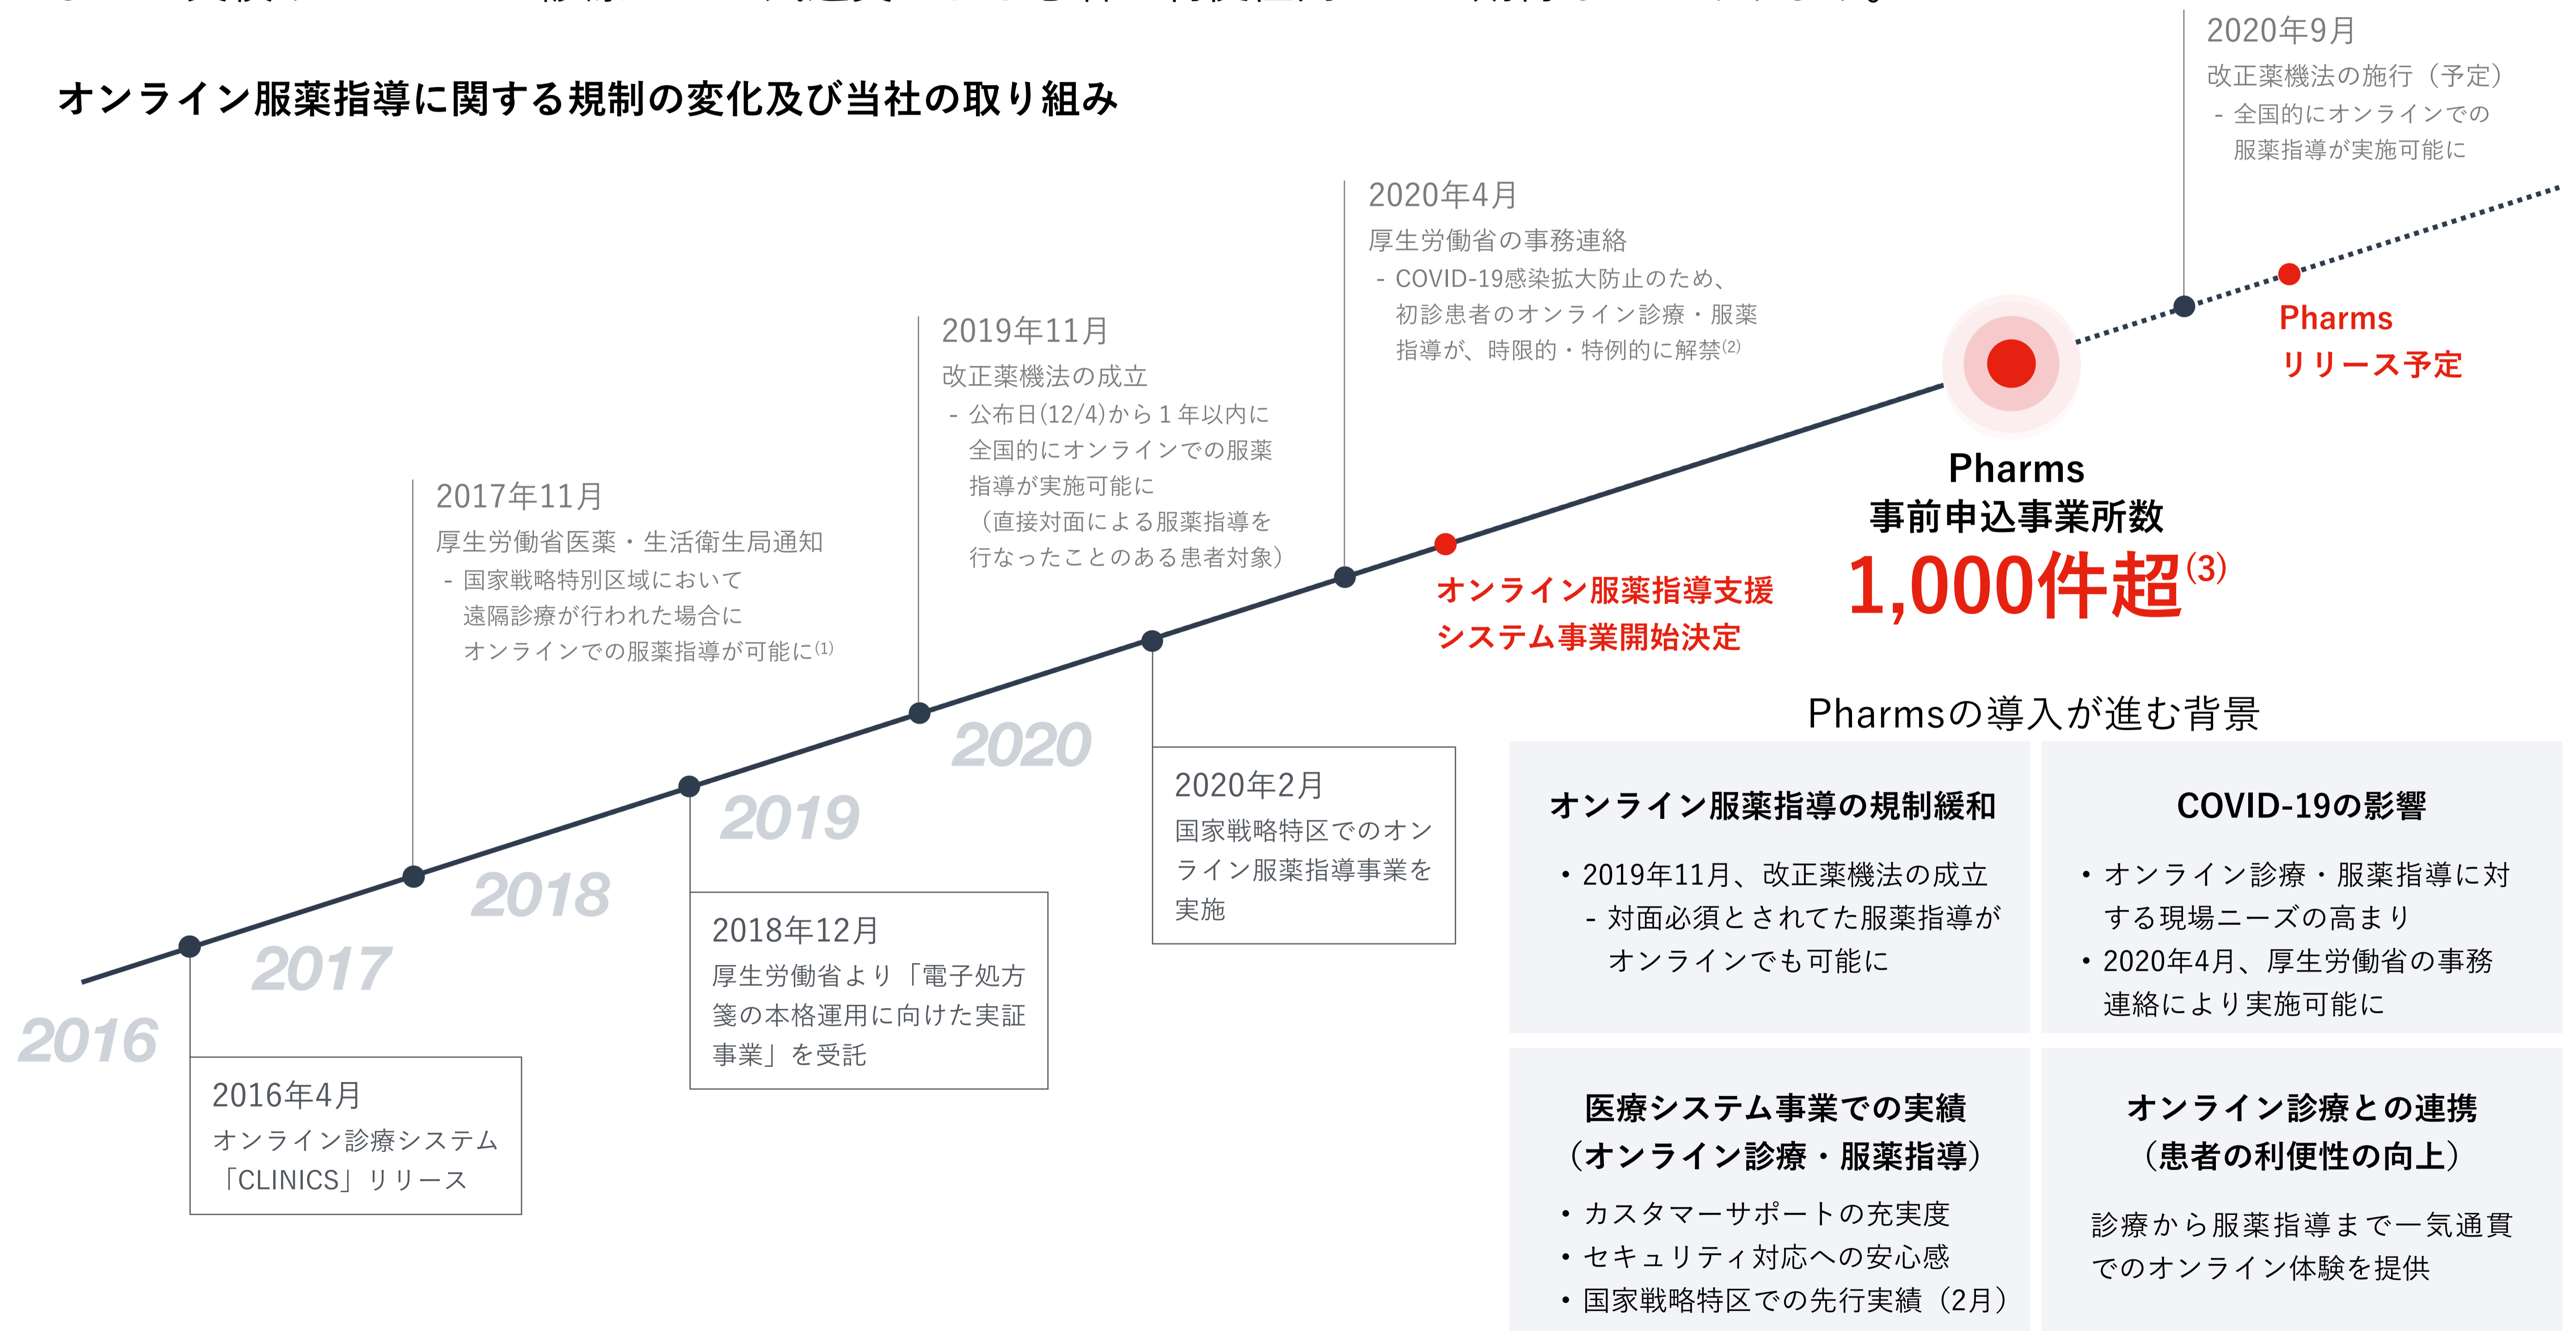 オンライン服薬指導に関する規制の変化及び当社の取り組み
2020年9月
改正薬機法の施行（予定）
- 全国的にオンラインでの
服薬指導が実施可能に
2020年4月
厚生労働省の事務連絡
- COVID-19感染拡大防止のため、
初診患者のオンライン診療・服薬
指導が、時限的・特例的に解禁(2)
2019年11月
改正薬機法の成立
- 公布日(12/4)から１年以内に
全国的にオンラインでの服薬
指導が実施可能に
（直接対面による服薬指導を
行なったことのある患者対象）
2017年11月
厚生労働省医薬・生活衛生局通知
- 国家戦略特別区域において
遠隔診療が行われた場合に
オンラインでの服薬指導が可能に(1)
Pharms
リリース予定
Pharms
事前申込事業所数
1,000件超(3)
オンライン服薬指導支援
システム事業開始決定
2016
2017
2018
2019
2020
2016年4月
オンライン診療システム
「CLINICS」リリース
2018年12月
厚生労働省より「電子処方
箋の本格運用に向けた実証
事業」を受託
2020年2月
国家戦略特区でのオン
ライン服薬指導事業を
実施
Pharmsの導入が進む背景
オンライン服薬指導の規制緩和
• 2019年11月、改正薬機法の成立
- 対面必須とされてた服薬指導が
オンラインでも可能に
COVID-19の影響
• オンライン診療・服薬指導に対
する現場ニーズの高まり
• 2020年4月、厚生労働省の事務
連絡により実施可能に
医療システム事業での実績
（オンライン診療・服薬指導）
• カスタマーサポートの充実度
• セキュリティ対応への安心感
• 国家戦略特区での先行実績（2月）
オンライン診療との連携
（患者の利便性の向上）
診療から服薬指導まで一気通貫
でのオンライン体験を提供